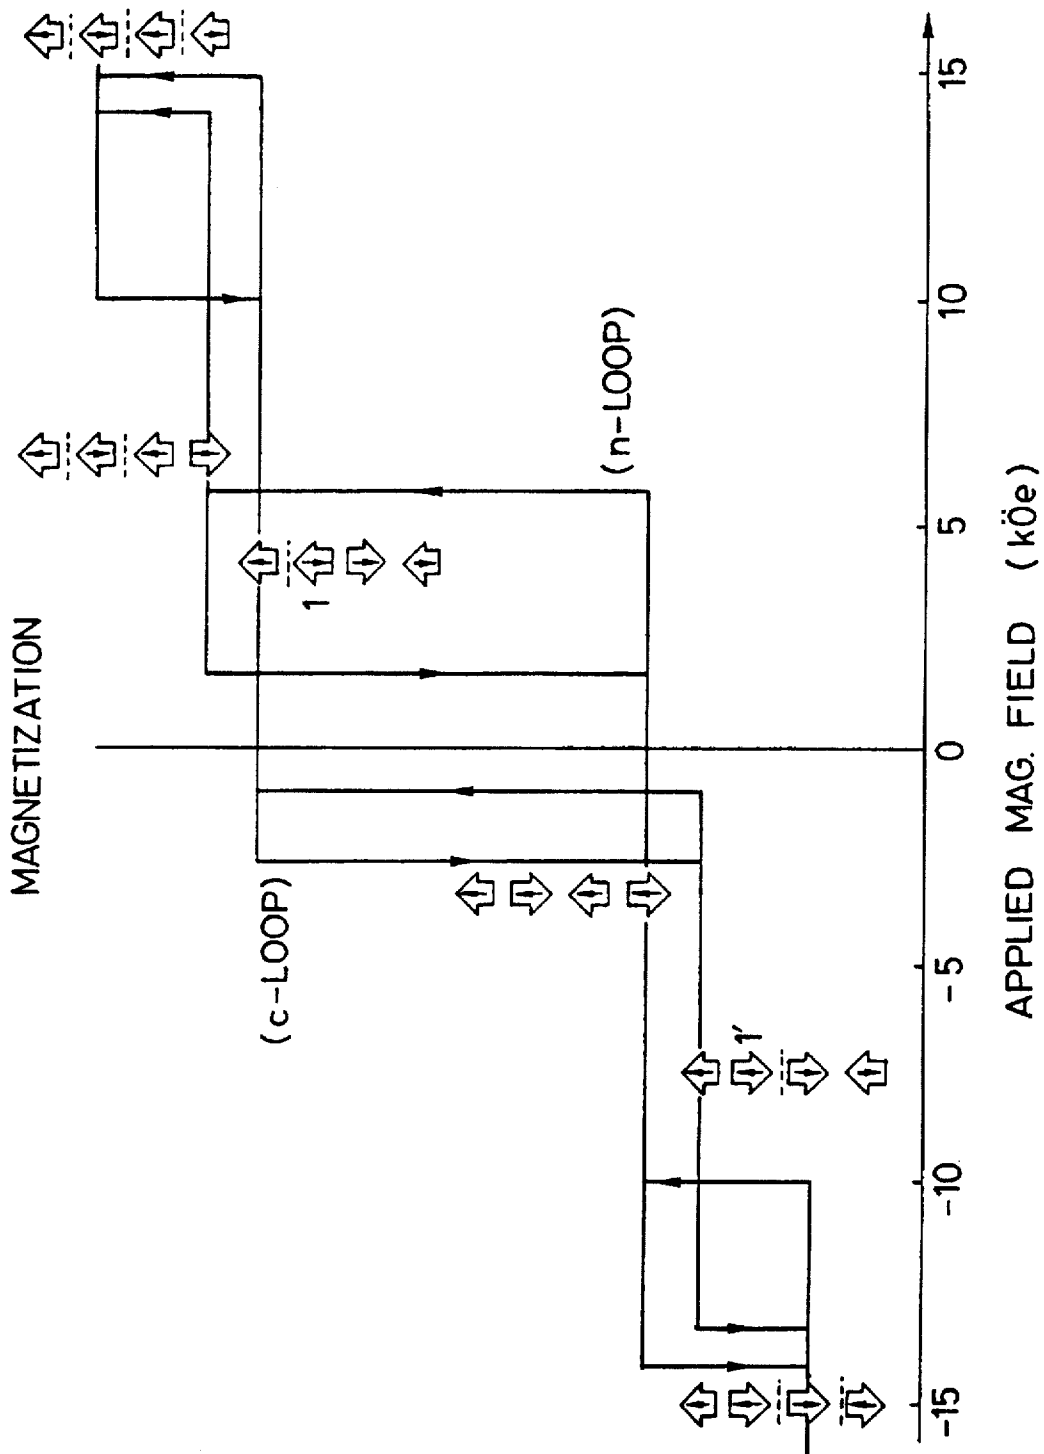 MAGNETIZATION
(c-LOOP)
(n-LOOP)
1
1'
-15 -10 -5 0 5 10 15
APPLIED MAG. FIELD (kÖe)